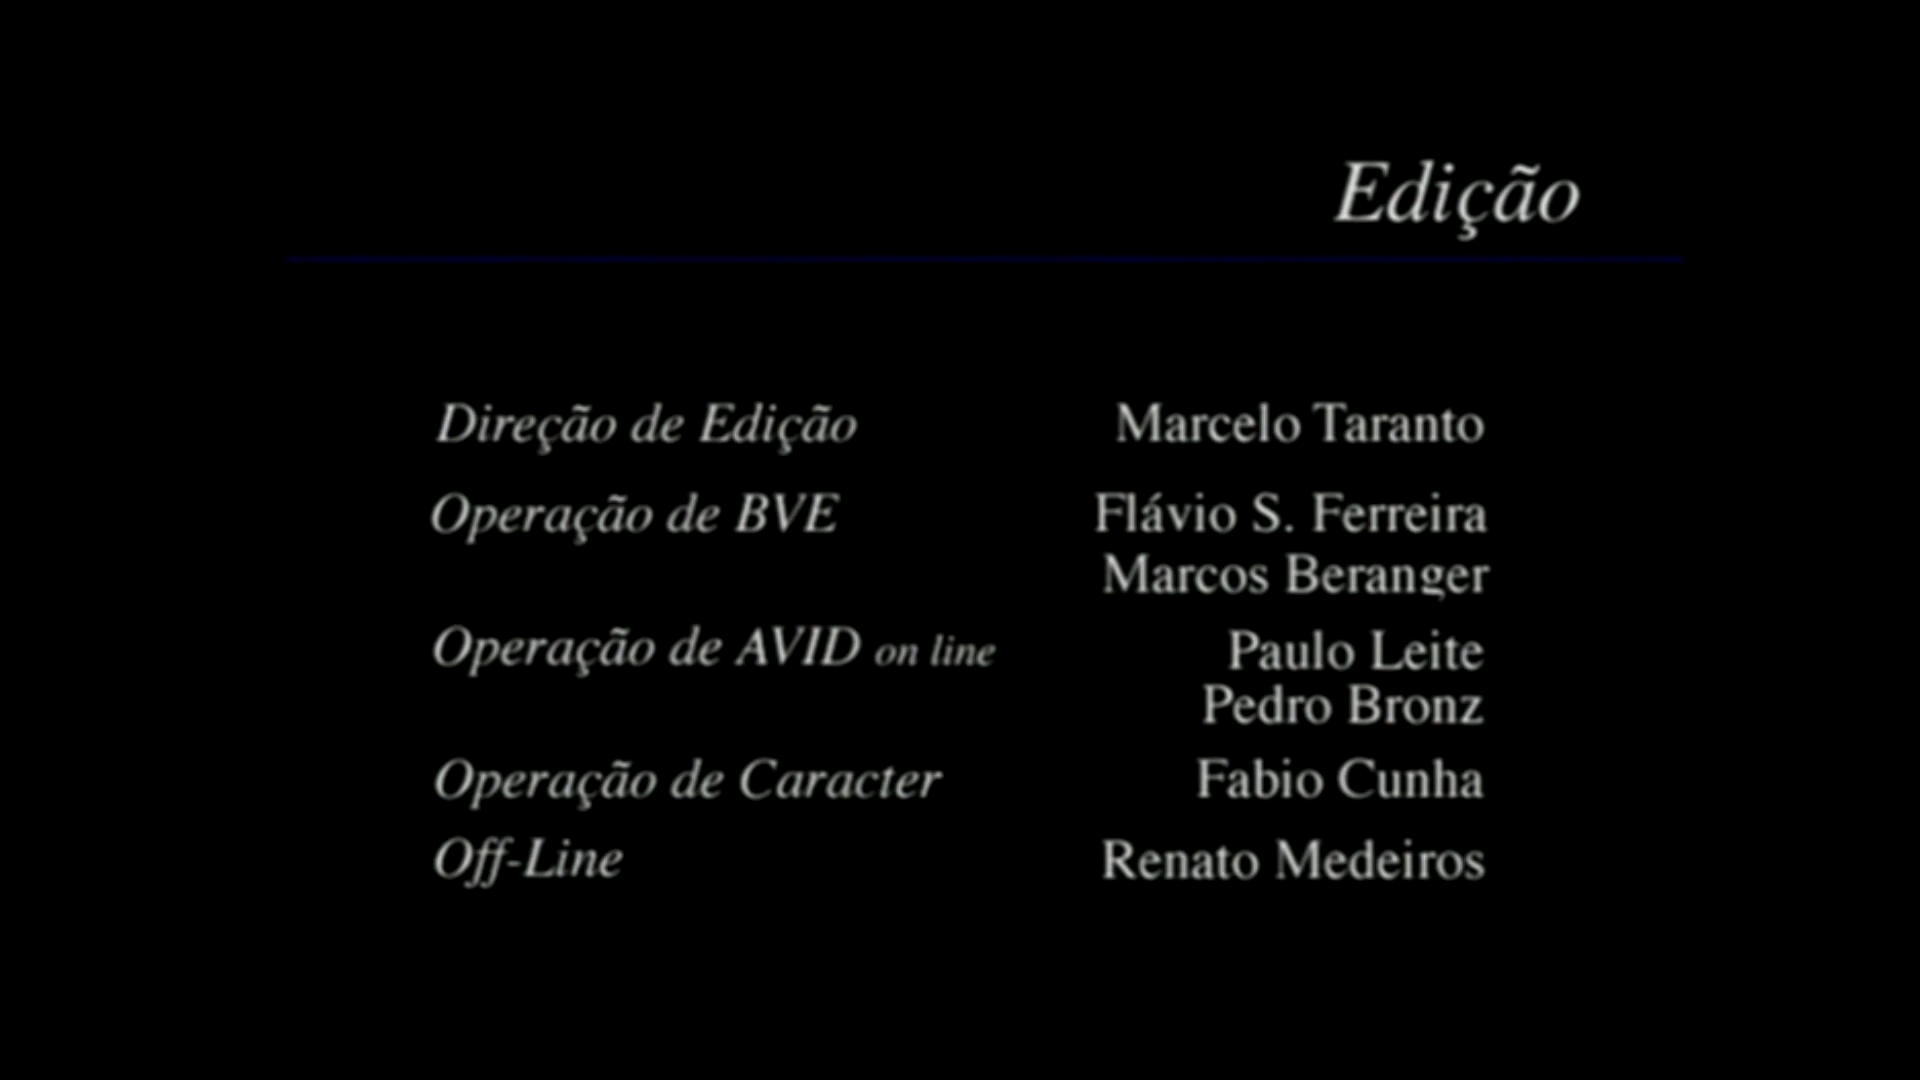 Edição
Direção de Edição Marcelo Taranto
Operação de BVE Flávio S. Ferreira
Marcos Beranger
Operação de AVID on line Paulo Leite
Pedro Bronz
Operação de Caracter Fabio Cunha
Off-Line Renato Medeiros